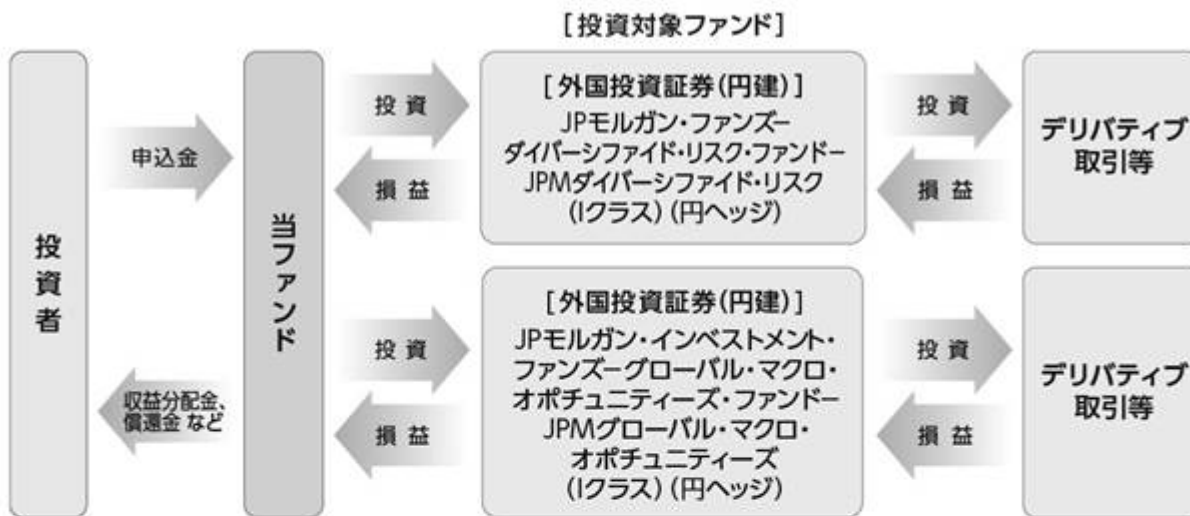 [投資対象ファンド]
投資者
申込金
収益分配金、
償還金 など
当ファンド
投資
損益
[外国投資証券(円建)]
JPモルガン・ファンズー
ダイバーシファイド・リスク・ファンドー
JPMダイバーシファイド・リスク
(Iクラス)(円ヘッジ)
投資
損益
デリバティブ
取引等
投資
損益
[外国投資証券(円建)]
JPモルガン・インベストメント・
ファンズーグローバル・マクロ・
オポチュニティーズ・ファンドー
JPMグローバル・マクロ・
オポチュニティーズ
(Iクラス)(円ヘッジ)
投資
損益
デリバティブ
取引等